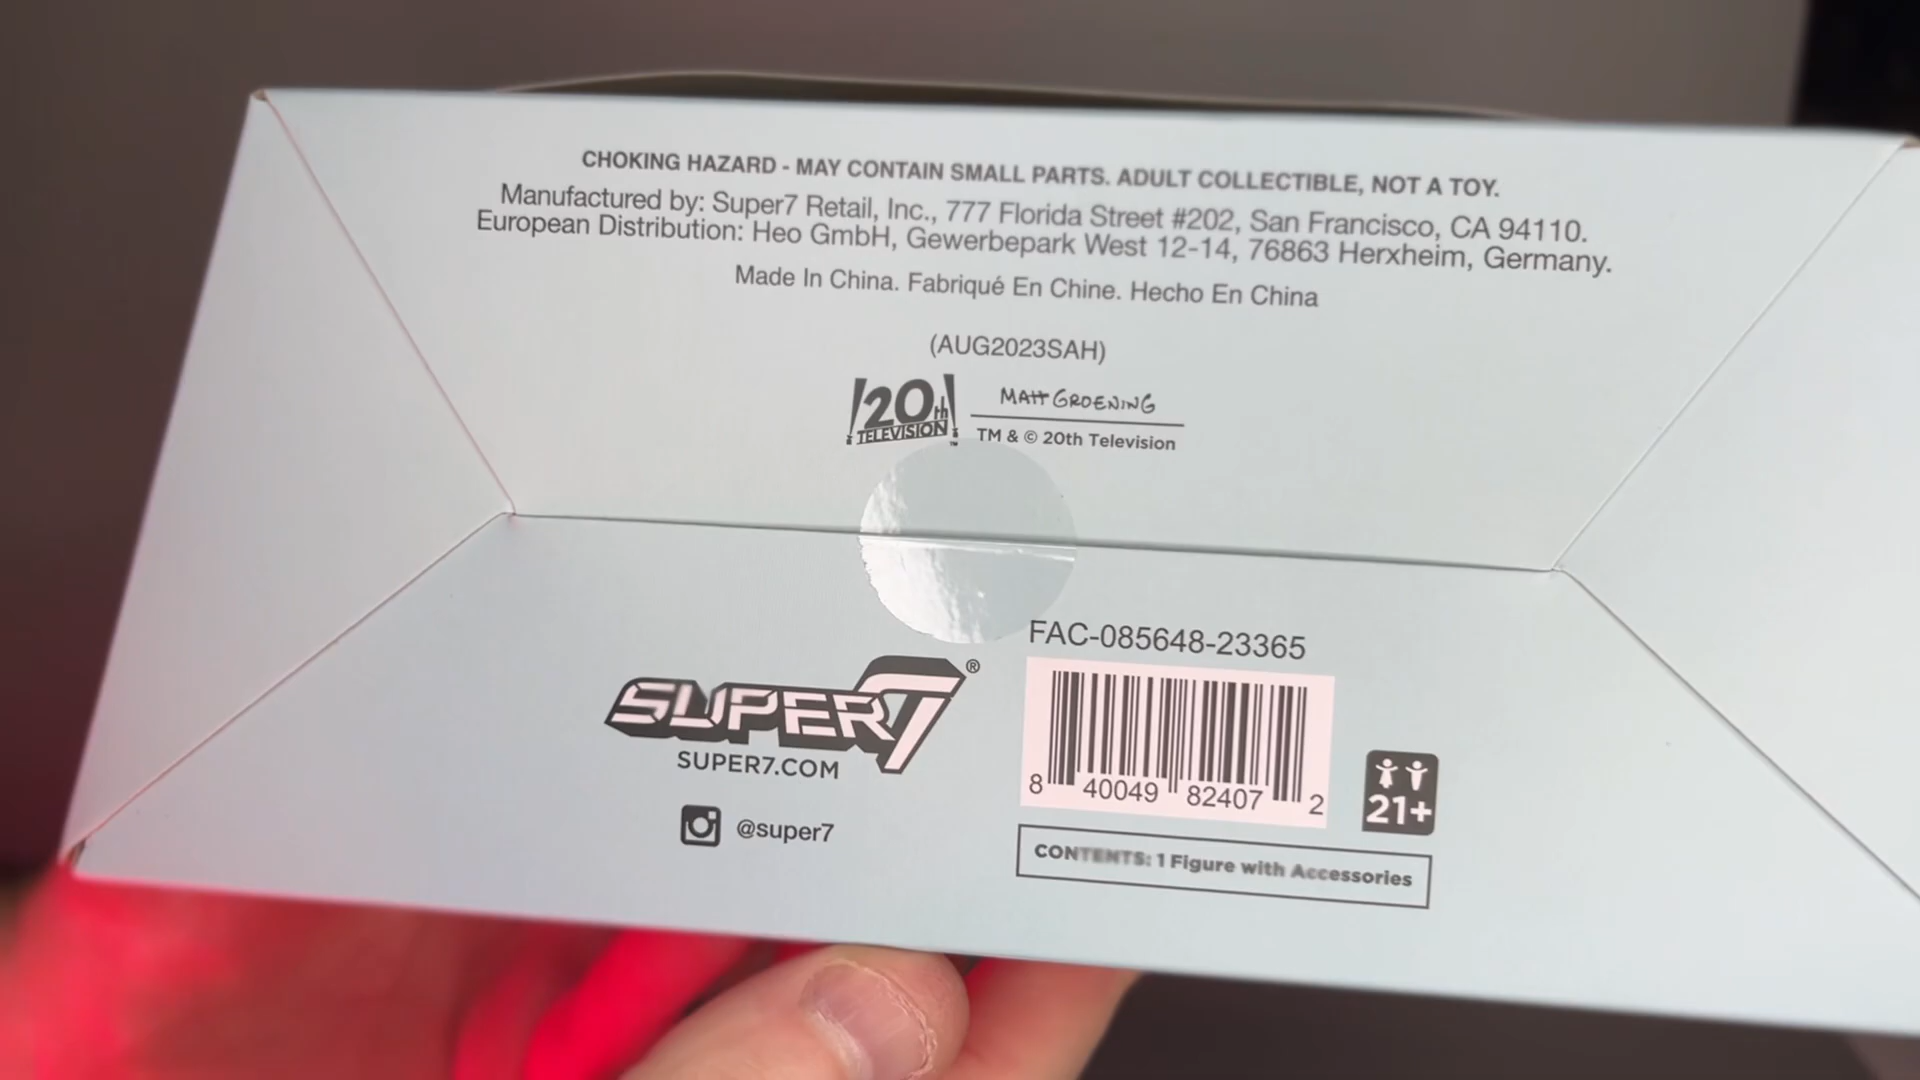 CHOKING HAZARD - MAY CONTAIN SMALL PARTS. ADULT COLLECTIBLE, NOT A TOY.
Manufactured by: Super7 Retail, Inc., 777 Florida Street #202, San Francisco, CA 94110.
European Distribution: Heo GmbH, Gewerbepark West 12-14, 76863 Herxheim, Germany.
Made In China. Fabriqué En Chine. Hecho En China
(AUG2023SAH)
20th TELEVISION ™
MATT GROENING
TM & © 20th Television
FAC-085648-23365
SUPER7®
SUPER7.COM
@super7
8 40049 82407 2
21+
CONTENTS: 1 Figure with Accessories